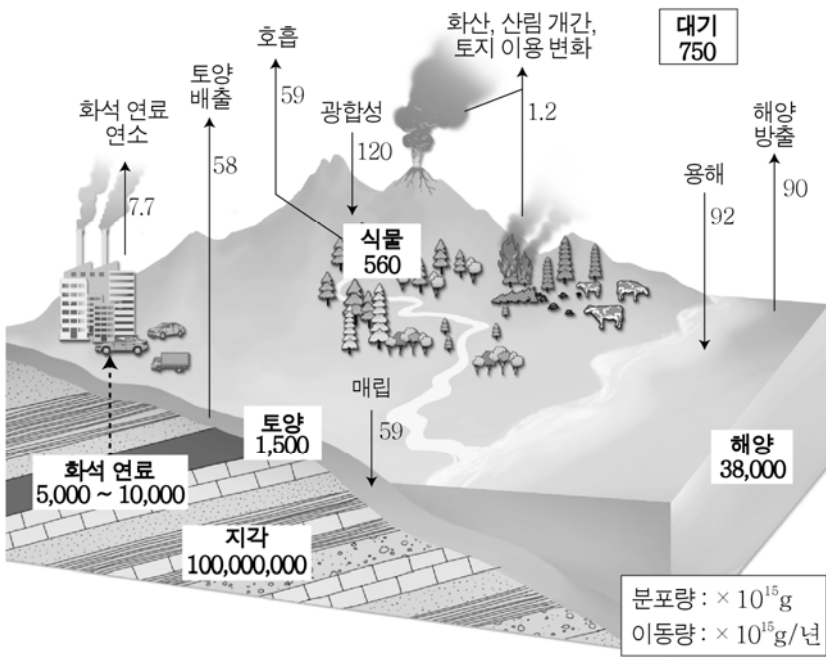 화산, 산림 개간,
토지 이용 변화
1.2
대기
750
호흡
59
토양
배출
58
화석 연료
연소
7.7
광합성
120
해양
방출
90
용해
92
식물
560
매립
59
토양
1,500
화석 연료
5,000 ~ 10,000
해양
38,000
지각
100,000,000
분포량 : × 10¹⁵g
이동량 : × 10¹⁵g/년